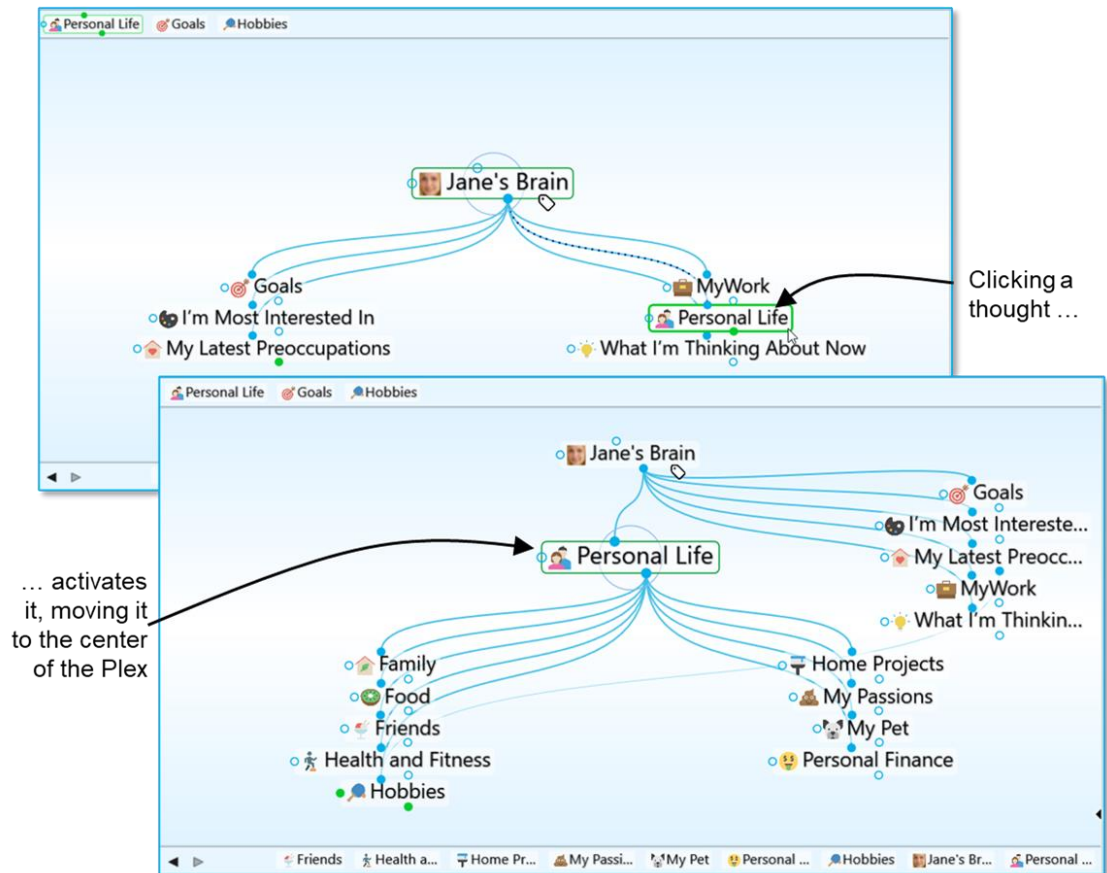 Personal Life Goals Hobbies
Jane's Brain
Goals
I'm Most Interested In
My Latest Preoccupations
MyWork
Personal Life
What I'm Thinking About Now
Clicking a
thought …
Personal Life Goals Hobbies
Jane's Brain
Goals
I'm Most Intereste...
My Latest Preocc...
MyWork
What I'm Thinkin...
Personal Life
… activates
it, moving it
to the center
of the Plex
Family
Food
Friends
Health and Fitness
Hobbies
Home Projects
My Passions
My Pet
Personal Finance
Friends Health a... Home Pr... My Passi... My Pet Personal ... Hobbies Jane's Br... Personal ...